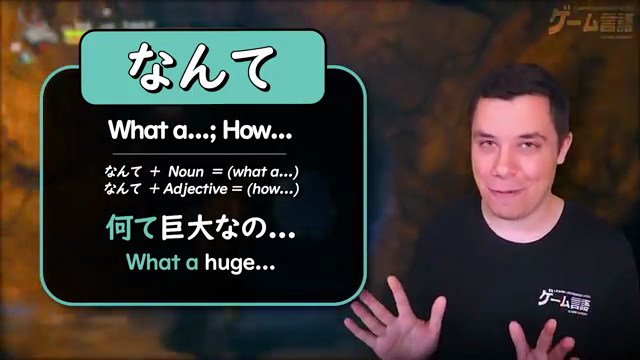 なんて
What a...; How...
なんて + Noun = (what a...)
なんて + Adjective = (how...)
何て巨大なの...
What a huge...
ゲーム言語
ゲーム言語